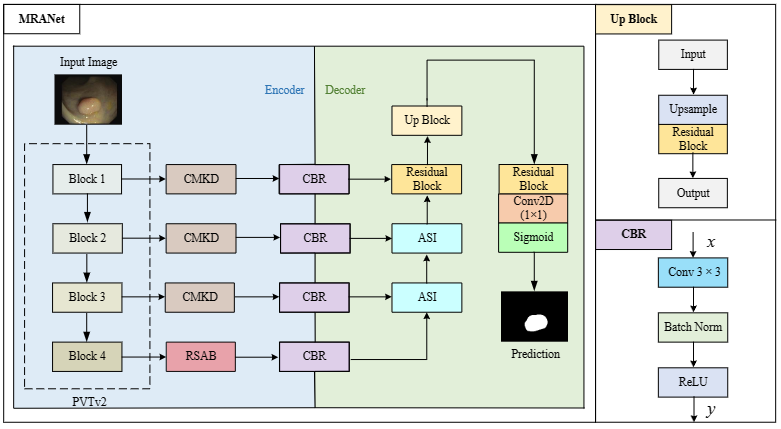 MRANet
Input Image
Encoder
Decoder
Block 1
CMKD
CBR
Residual
Block
Up Block
Block 2
CMKD
CBR
ASI
Block 3
CMKD
CBR
ASI
Block 4
RSAB
CBR
PVTv2
Residual
Block
Conv2D
(1×1)
Sigmoid
Prediction
Up Block
Input
Upsample
Residual
Block
Output
CBR
x
Conv 3 × 3
Batch Norm
ReLU
y